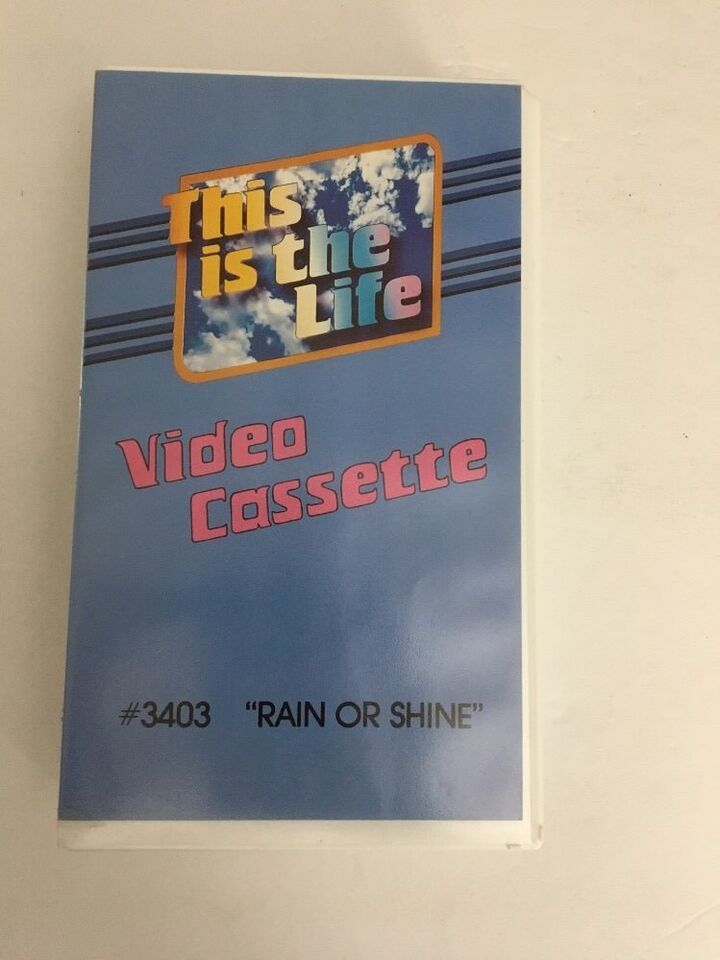 This
is the
Life
Video
Cassette
#3403 "RAIN OR SHINE"